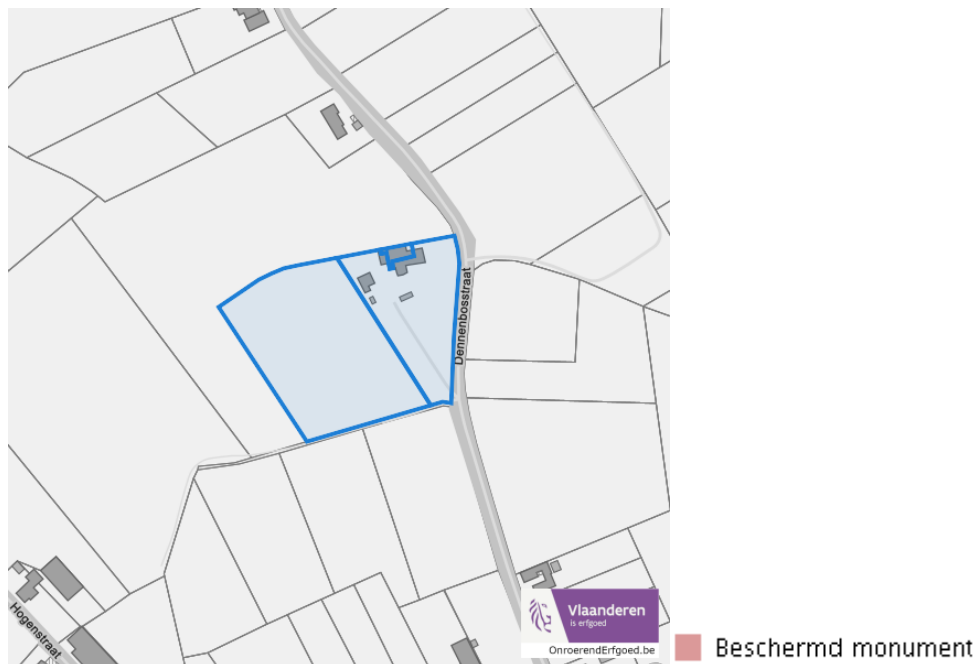 Dennenbosstraat
Hogenstraat
Vlaanderen
is erfgoed
OnroerendErfgoed.be
Beschermd monument